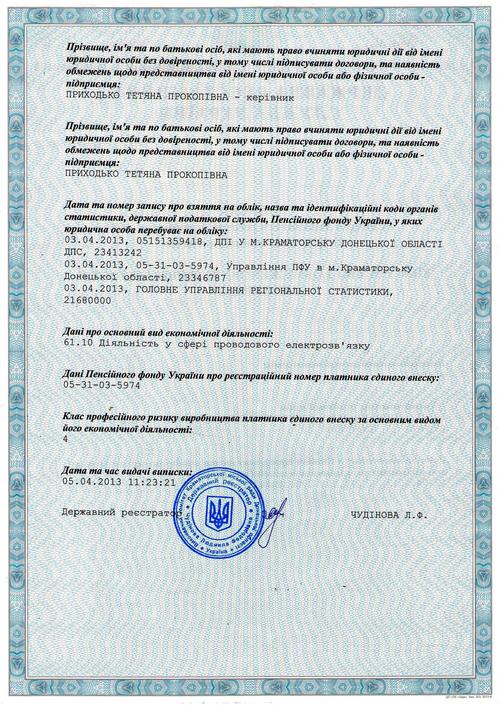 Прізвище, ім'я та по батькові осіб, які мають право вчиняти юридичні дії від імені
юридичної особи без довіреності, у тому числі підписувати договори, та наявність
обмежень щодо представництва від імені юридичної особи або фізичної особи -
підприємця:
ПРИХОДЬКО ТЕТЯНА ПРОКОПІВНА - керівник
Прізвище, ім'я та по батькові осіб, які мають право вчиняти юридичні дії від імені
юридичної особи без довіреності, у тому числі підписувати договори, та наявність
обмежень щодо представництва від імені юридичної особи або фізичної особи -
підприємця:
ПРИХОДЬКО ТЕТЯНА ПРОКОПІВНА
Дата та номер запису про взяття на облік, назва та ідентифікаційні коди органів
статистики, державної податкової служби, Пенсійного фонду України, у яких
юридична особа перебуває на обліку:
03.04.2013, 05151359418, ДПІ У М.КРАМАТОРСЬКУ ДОНЕЦЬКОЇ ОБЛАСТІ
ДПС, 23413242
03.04.2013, 05-31-03-5974, Управління ПФУ в м.Краматорську
Донецької області, 23346787
03.04.2013, ГОЛОВНЕ УПРАВЛІННЯ РЕГІОНАЛЬНОЇ СТАТИСТИКИ,
21680000
Дані про основний вид економічної діяльності:
61.10 Діяльність у сфері проводового електрозв'язку
Дані Пенсійного фонду України про реєстраційний номер платника єдиного внеску:
05-31-03-5974
Клас професійного ризику виробництва платника єдиного внеску за основним видом
його економічної діяльності:
4
Дата та час видачі виписки:
05.04.2013 11:23:21
Державний реєстратор
ЧУДІНОВА Л.Ф.
Державний реєстратор
Чудінова Людмила Федорівна
Україна